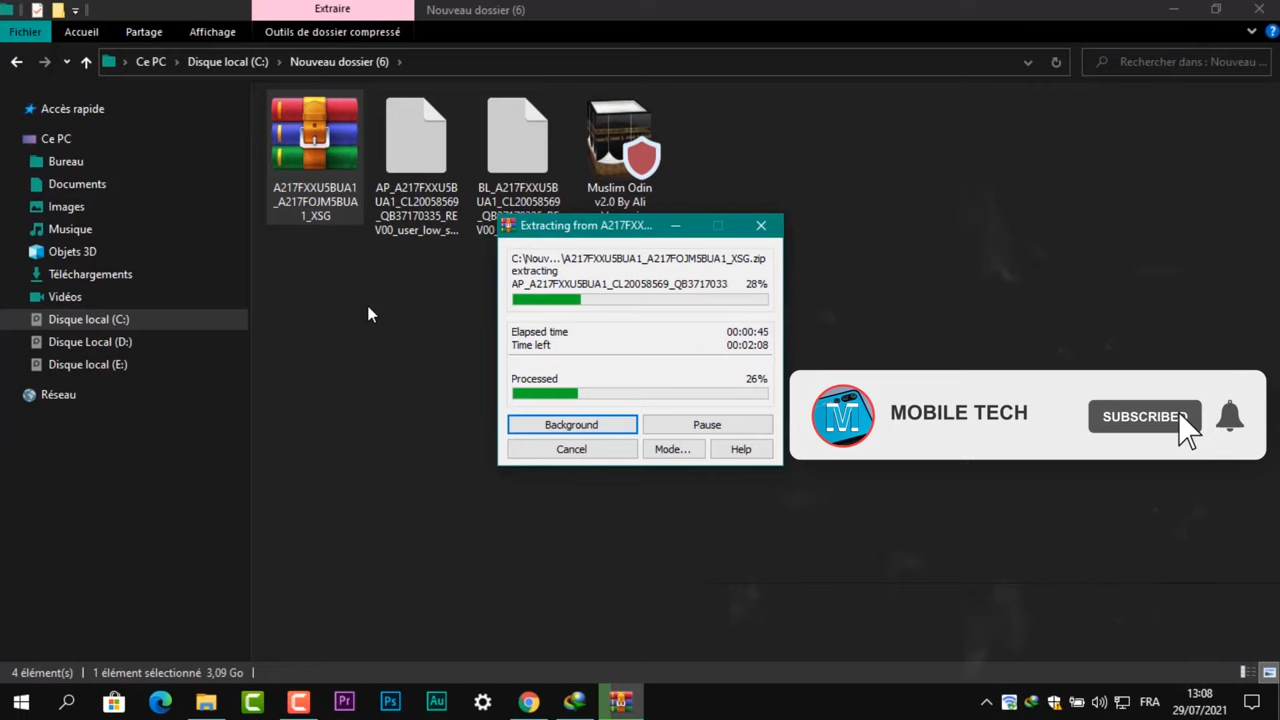 Extraire
Nouveau dossier (6)
Fichier
Accueil
Partage
Affichage
Outils de dossier compressé
Ce PC
Disque local (C:)
Nouveau dossier (6)
Rechercher dans : Nouveau ...
Accès rapide
Ce PC
Bureau
Documents
Images
Musique
Objets 3D
Téléchargements
Vidéos
Disque local (C:)
Disque Local (D:)
Disque local (E:)
Réseau
A217FXXU5BUA1
_A217FOJM5BUA
1_XSG
AP_A217FXXU5B
UA1_CL20058569
_QB37170335_RE
V00_user_low_s...
BL_A217FXXU5B
UA1_CL20058569
Muslim Odin
v2.0 By Ali
Extracting from A217FXX...
C:\Nouv...\A217FXXU5BUA1_A217FOJM5BUA1_XSG.zip
extracting
AP_A217FXXU5BUA1_CL20058569_QB3717033
28%
Elapsed time
00:00:45
Time left
00:02:08
Processed
26%
Background
Pause
Cancel
Mode...
Help
M
MOBILE TECH
SUBSCRIBED
4 élément(s)
1 élément sélectionné 3,09 Go
Pr
Ps
Au
FRA
13:08
29/07/2021